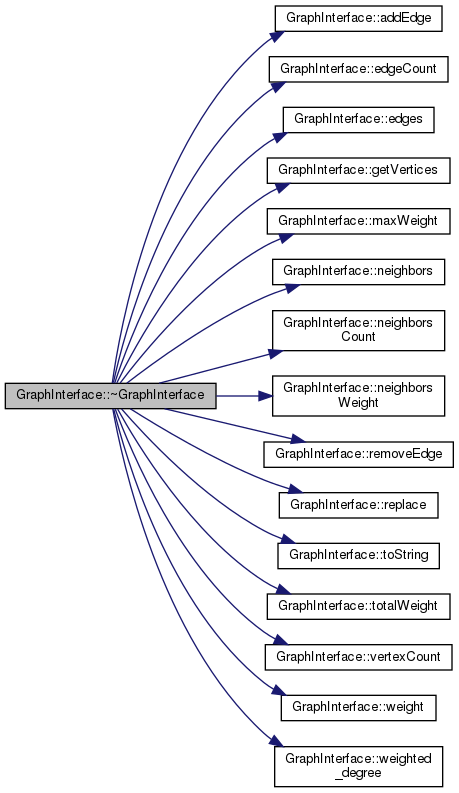 GraphInterface::addEdge
GraphInterface::edgeCount
GraphInterface::edges
GraphInterface::getVertices
GraphInterface::maxWeight
GraphInterface::neighbors
GraphInterface::neighbors
Count
GraphInterface::~GraphInterface
GraphInterface::neighbors
Weight
GraphInterface::removeEdge
GraphInterface::replace
GraphInterface::toString
GraphInterface::totalWeight
GraphInterface::vertexCount
GraphInterface::weight
GraphInterface::weighted
_degree